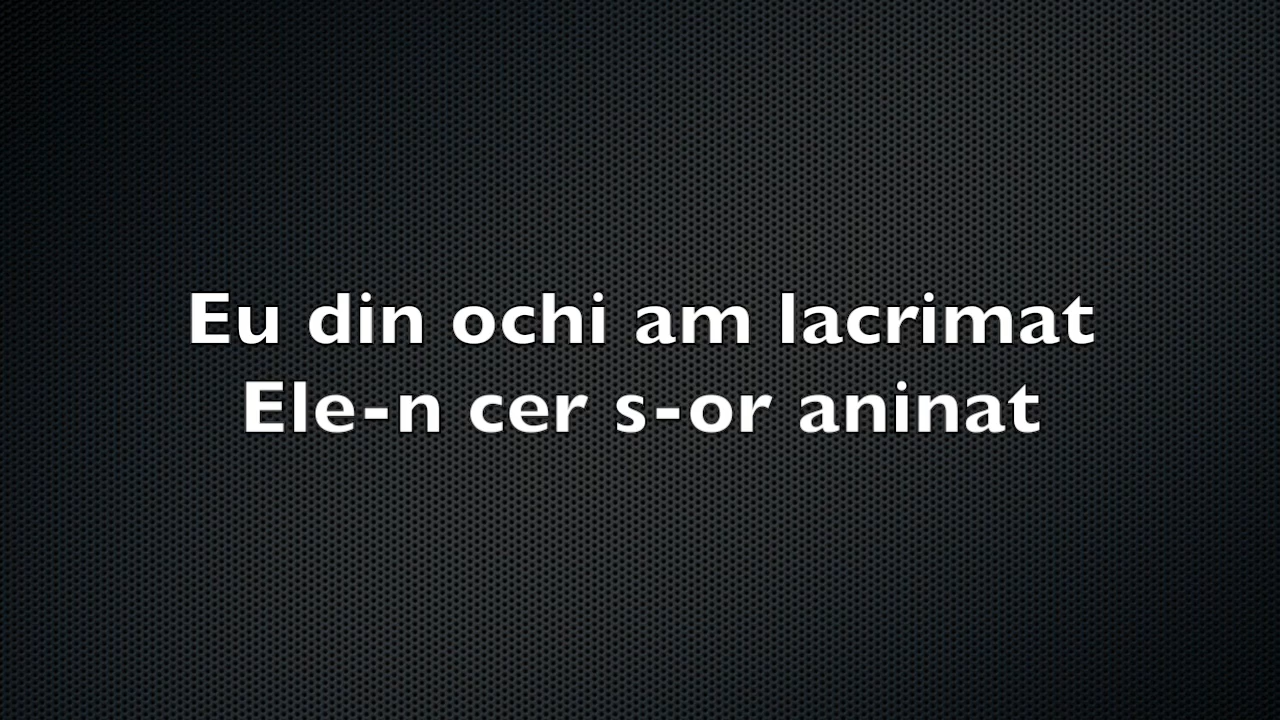 Eu din ochi am lacrimat
Ele-n cer s-or aninat